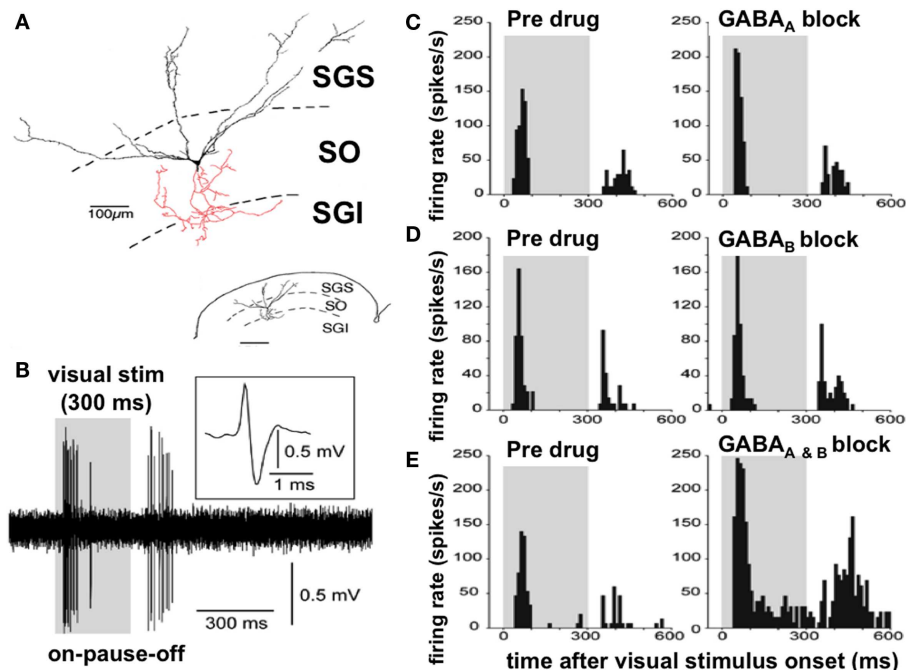 A
SGS
SO
SGI
100µm
SGS
SO
SGI
B
visual stim
(300 ms)
0.5 mV
1 ms
0.5 mV
300 ms
on-pause-off
C
Pre drug
GABAA block
firing rate (spikes/s)
250
200
150
100
50
0
0
300
600
250
200
150
100
50
0
0
300
600
D
Pre drug
GABAB block
firing rate (spikes/s)
200
160
120
80
40
0
0
300
600
200
160
120
80
40
0
0
300
600
E
Pre drug
GABAA & B block
firing rate (spikes/s)
250
200
150
100
50
0
0
300
600
250
200
150
100
50
0
0
300
600
time after visual stimulus onset (ms)